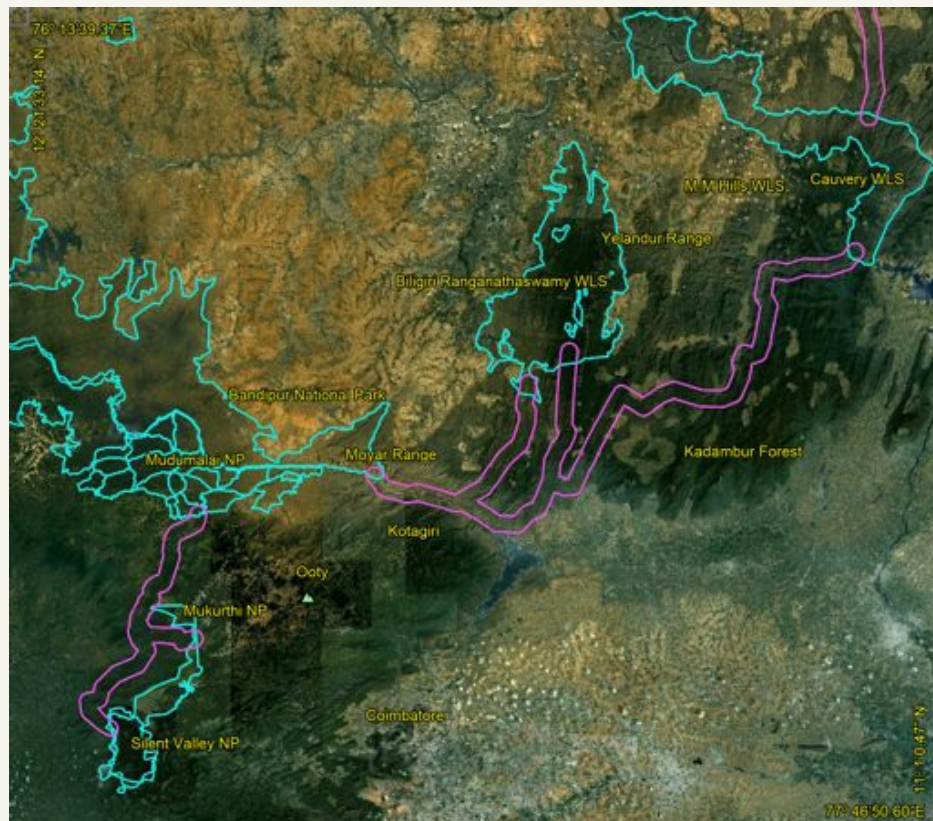 76° 13'39.37"E
12° 21'33.14" N
M.M Hills WLS
Cauvery WLS
Yelandur Range
Biligiri Ranganathaswamy WLS
Bandipur National Park
Moyar Range
Mudumalai NP
Kadambur Forest
Kotagiri
Ooty
Mukurthi NP
Coimbatore
Silent Valley NP
11° 1'0.47" N
77° 46'50.60"E